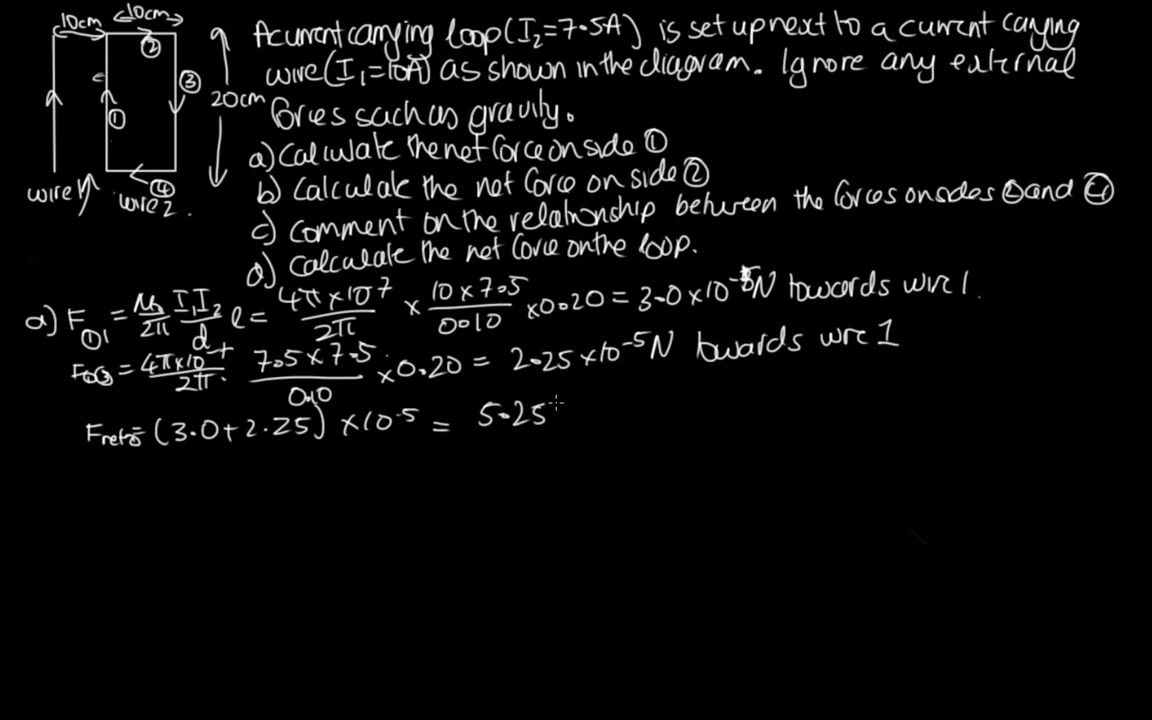 10cm 10cm
② ③ 20cm ①
wire 1 wire 2 ④
A current carrying loop (I₂=7.5A) is set up next to a current carrying
wire (I₁=10A) as shown in the diagram. Ignore any external
forces such as gravity.
a) Calculate the net force on side ①
b) Calculate the net force on side ②
c) Comment on the relationship between the forces on sides ② and ④
d) Calculate the net force on the loop.
a) F①1 = μ₀/2π I₁I₂/d ℓ = 4π×10⁻⁷/2π × 10×7.5/0.10 ×0.20 = 3.0×10⁻⁵N towards wire 1.
F①③ = 4π×10⁻⁷/2π . 7.5×7.5/0.10 ×0.20 = 2.25×10⁻⁵N towards wire 1
Fnet = (3.0+2.25)×10⁻⁵ = 5.25